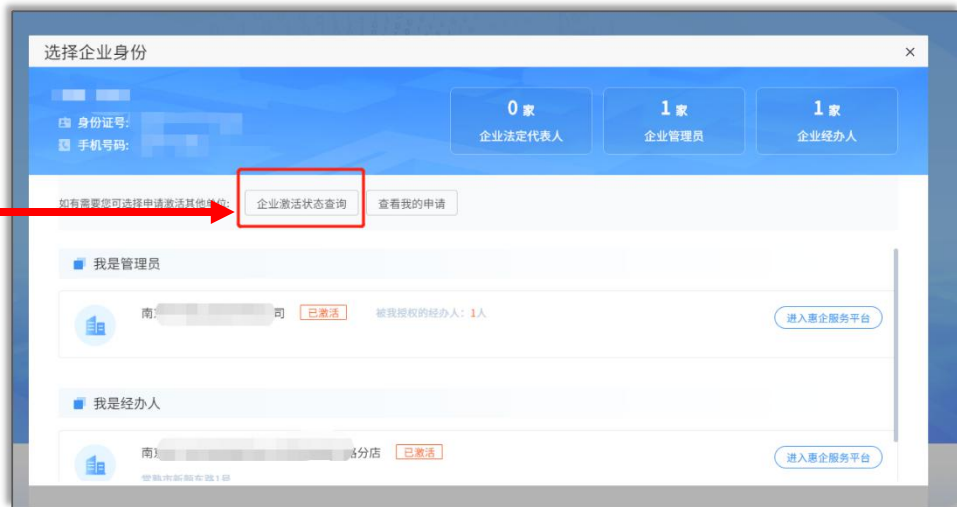 选择企业身份 ×
身份证号:
手机号码:
0 家 企业法定代表人
1 家 企业管理员
1 家 企业经办人
如有需要您可选择申请激活其他单位: 企业激活状态查询 查看我的申请
我是管理员
南 司 已激活 被我授权的经办人: 1人 进入惠企服务平台
我是经办人
南京 分店 已激活 进入惠企服务平台